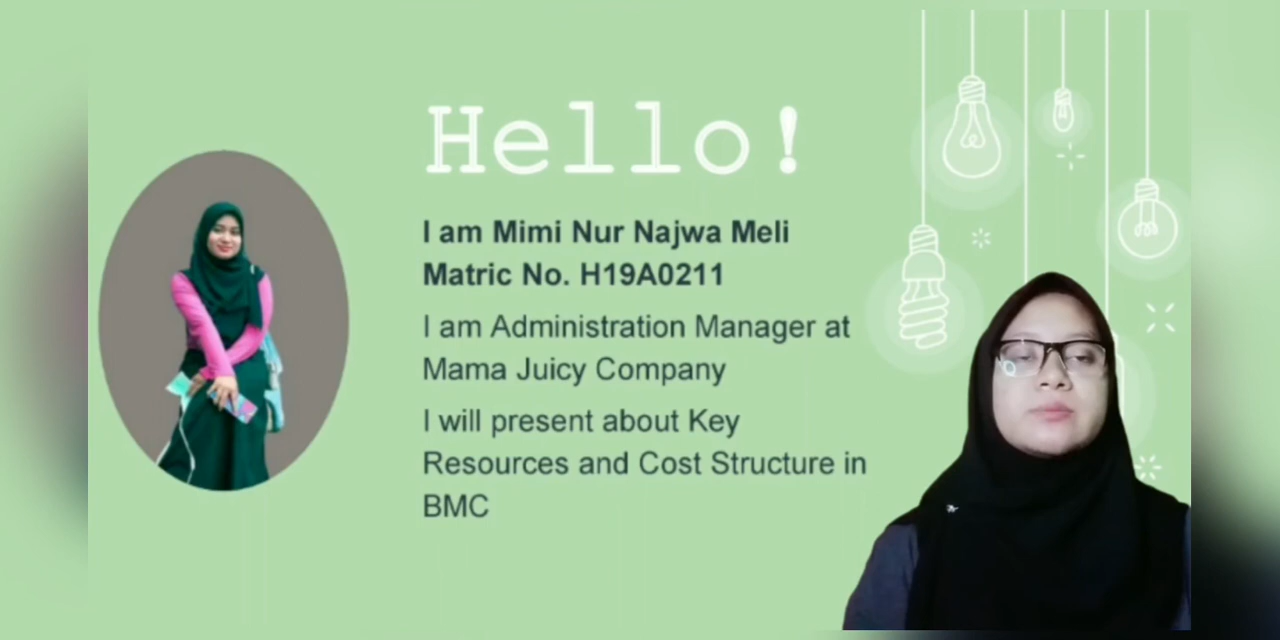 Hello!
I am Mimi Nur Najwa Meli
Matric No. H19A0211
I am Administration Manager at
Mama Juicy Company
I will present about Key
Resources and Cost Structure in
BMC